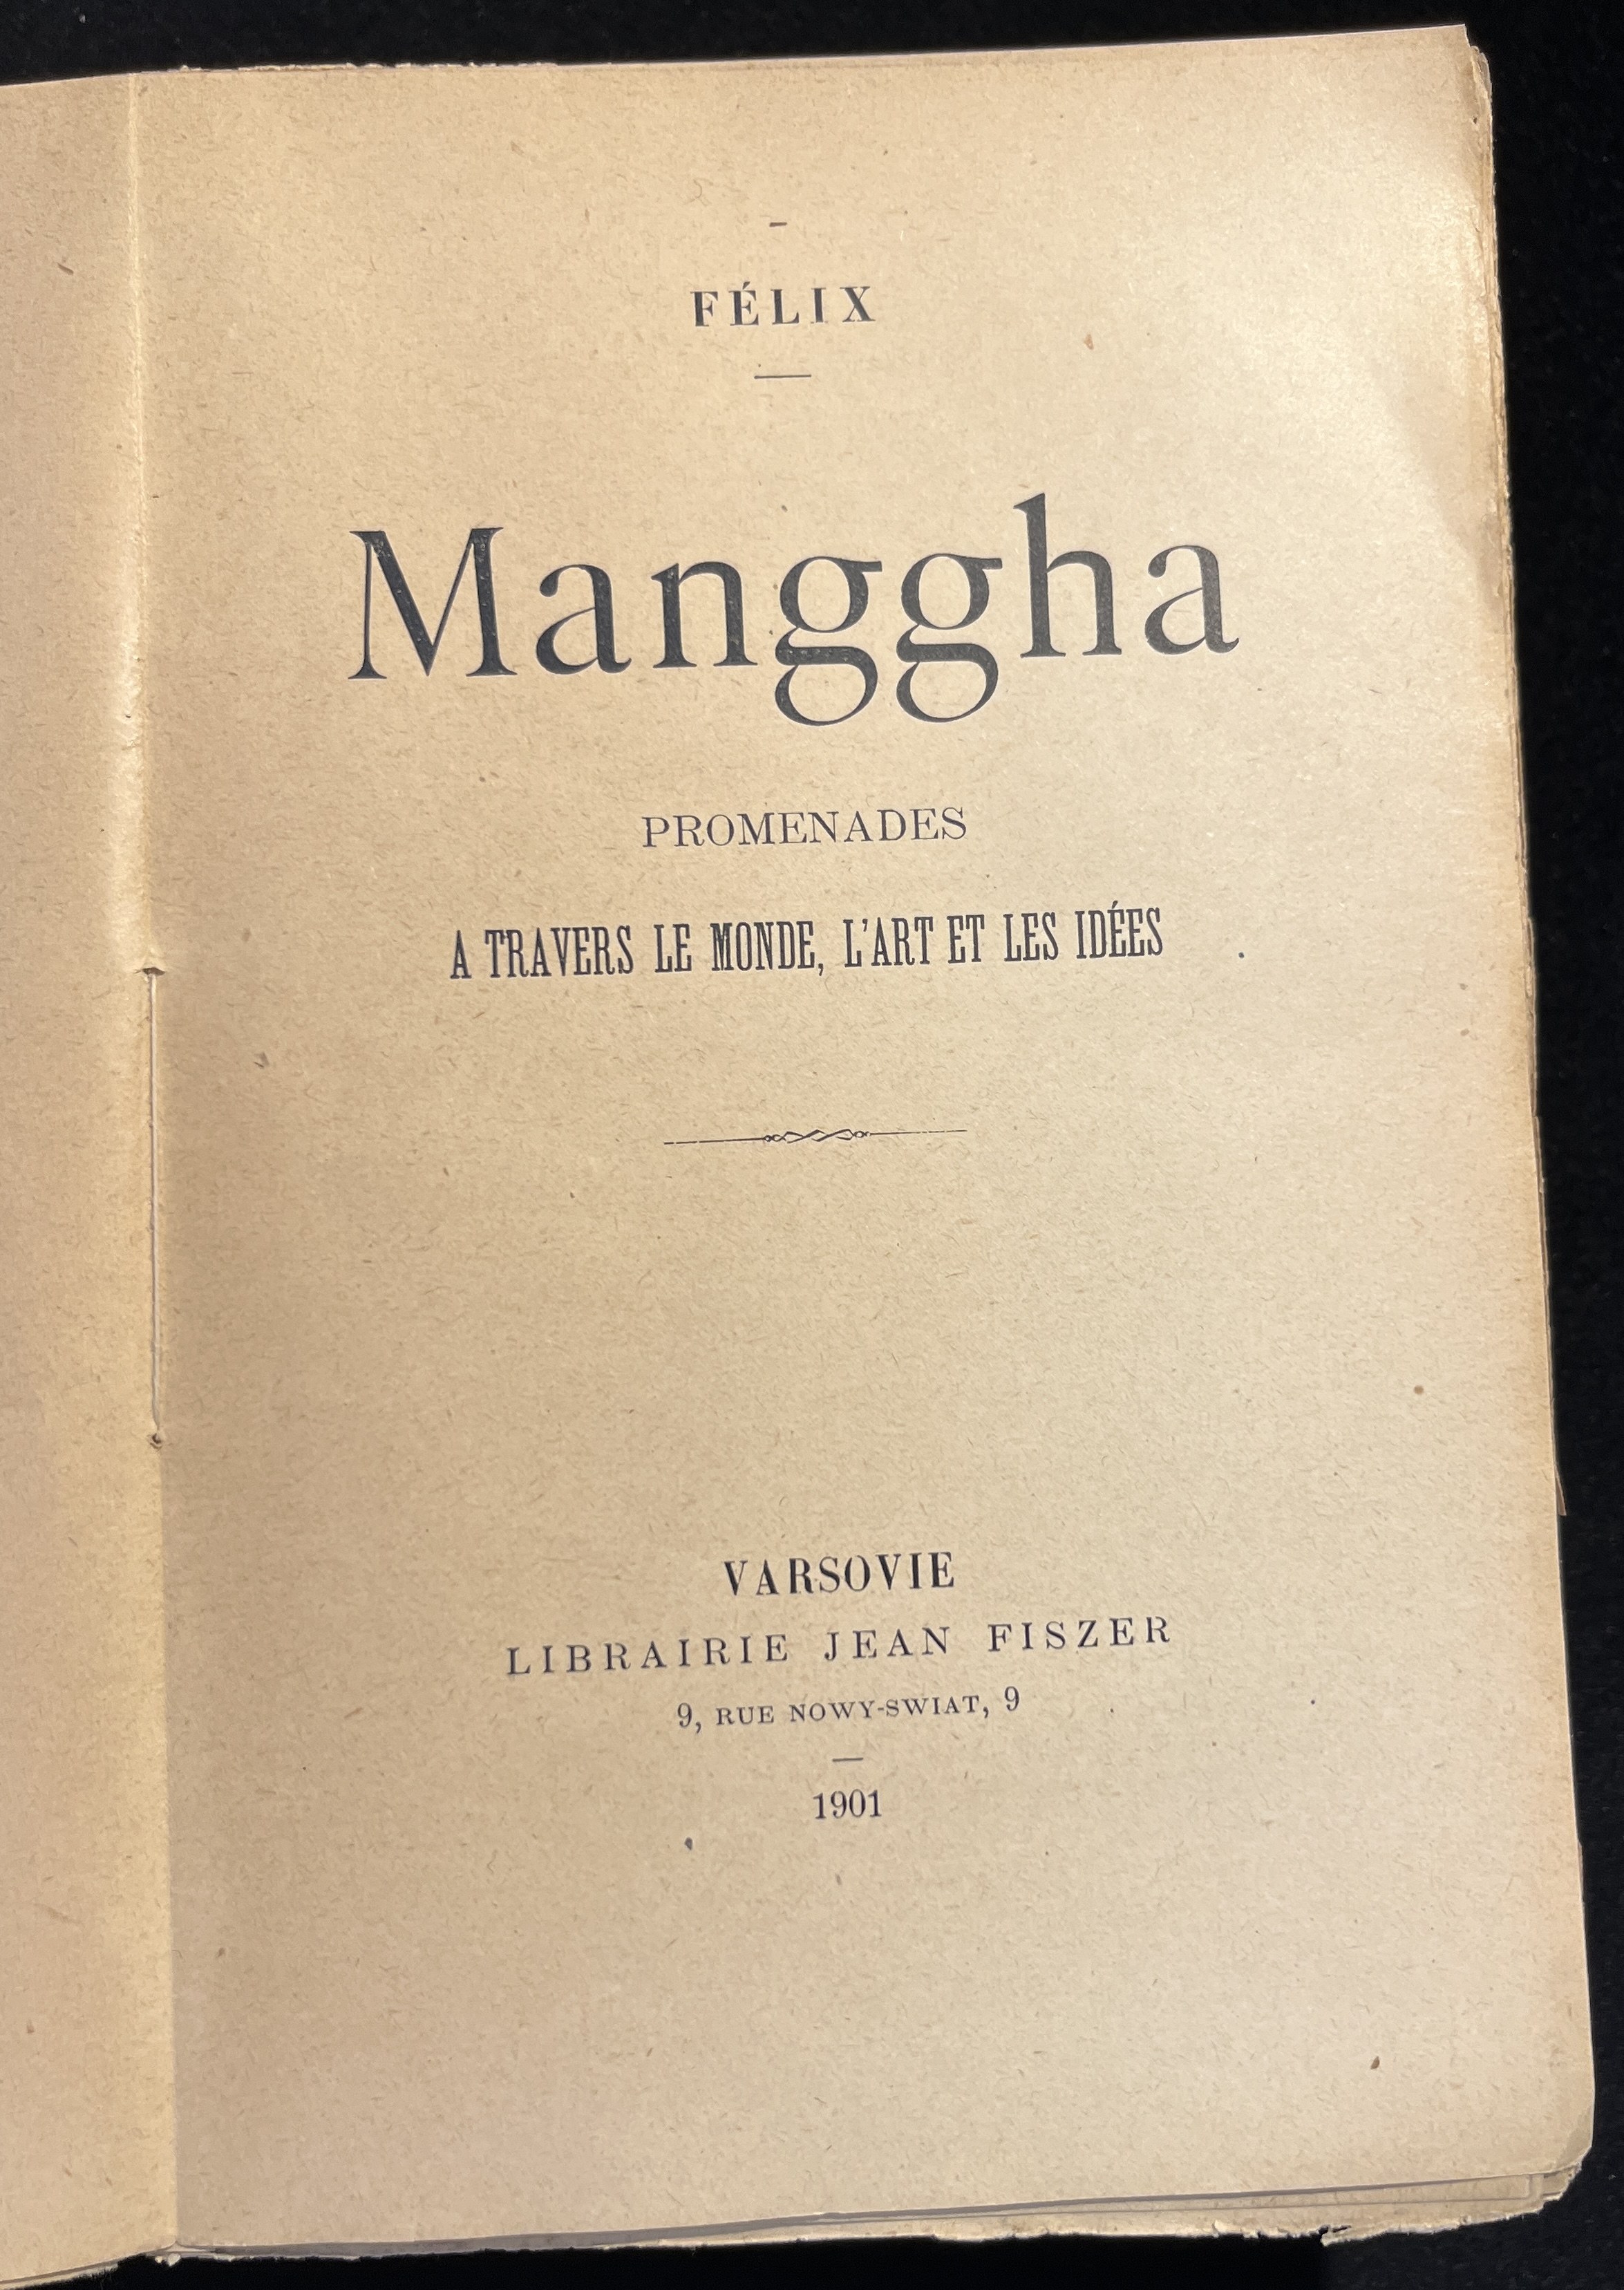 FÉLIX
Manggha
PROMENADES
A TRAVERS LE MONDE, L'ART ET LES IDÉES
VARSOVIE
LIBRAIRIE JEAN FISZER
9, RUE NOWY-SWIAT, 9
1901